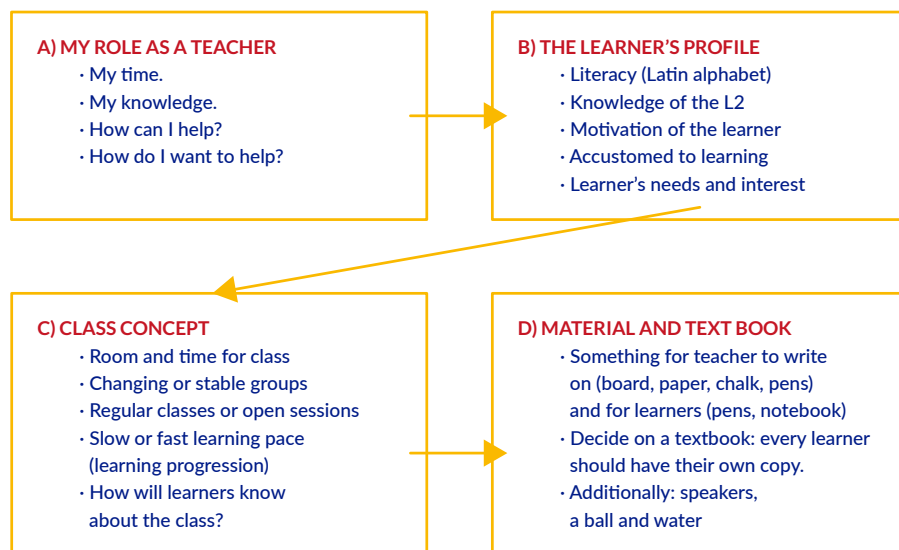 A) MY ROLE AS A TEACHER
· My time.
· My knowledge.
· How can I help?
· How do I want to help?
B) THE LEARNER'S PROFILE
· Literacy (Latin alphabet)
· Knowledge of the L2
· Motivation of the learner
· Accustomed to learning
· Learner's needs and interest
C) CLASS CONCEPT
· Room and time for class
· Changing or stable groups
· Regular classes or open sessions
· Slow or fast learning pace
(learning progression)
· How will learners know
about the class?
D) MATERIAL AND TEXT BOOK
· Something for teacher to write
on (board, paper, chalk, pens)
and for learners (pens, notebook)
· Decide on a textbook: every learner
should have their own copy.
· Additionally: speakers,
a ball and water